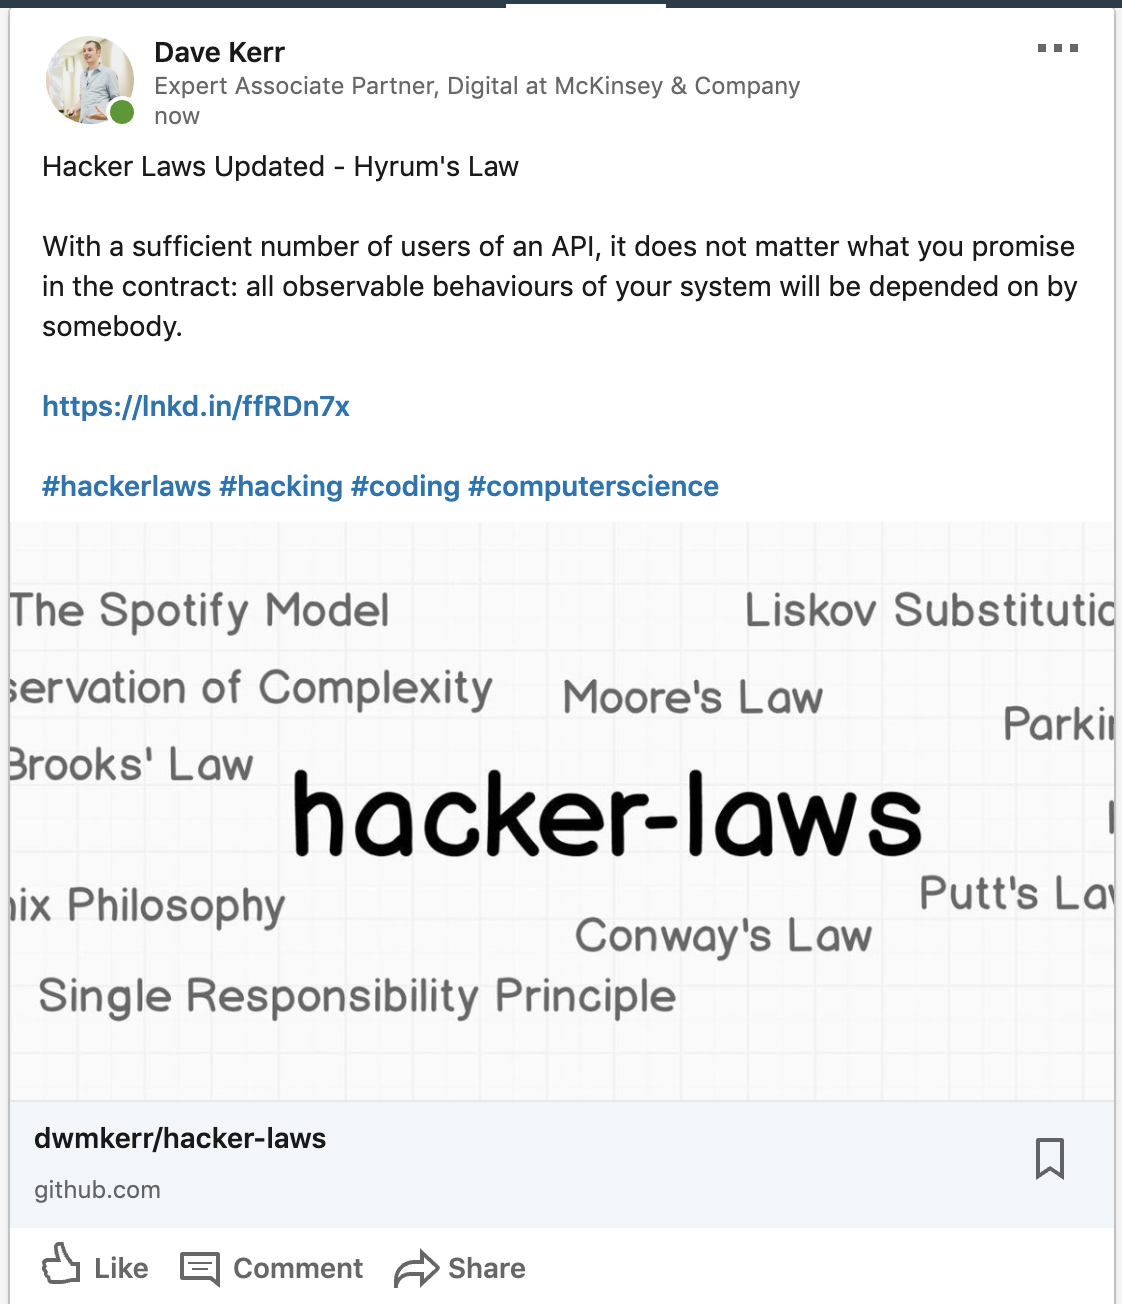 Dave Kerr
Expert Associate Partner, Digital at McKinsey & Company
now
Hacker Laws Updated - Hyrum's Law
With a sufficient number of users of an API, it does not matter what you promise
in the contract: all observable behaviours of your system will be depended on by
somebody.
https://lnkd.in/ffRDn7x
#hackerlaws #hacking #coding #computerscience
The Spotify Model
Liskov Substitutio
servation of Complexity
Moore's Law
Parkin
Brooks' Law
hacker-laws
Putt's Law
ix Philosophy
Conway's Law
Single Responsibility Principle
dwmkerr/hacker-laws
github.com
Like Comment Share